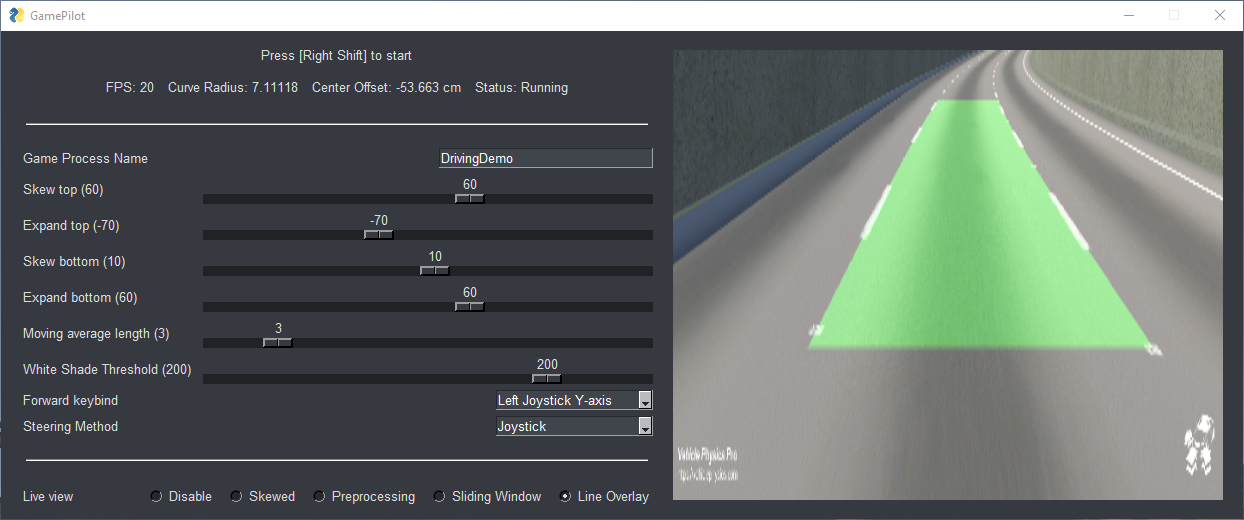 GamePilot
Press [Right Shift] to start
FPS: 20 Curve Radius: 7.11118 Center Offset: -53.663 cm Status: Running
Game Process Name DrivingDemo
Skew top (60) 60
Expand top (-70) -70
Skew bottom (10) 10
Expand bottom (60) 60
Moving average length (3) 3
White Shade Threshold (200) 200
Forward keybind Left Joystick Y-axis
Steering Method Joystick
Live view Disable Skewed Preprocessing Sliding Window Line Overlay
Vehicle Physics Pro